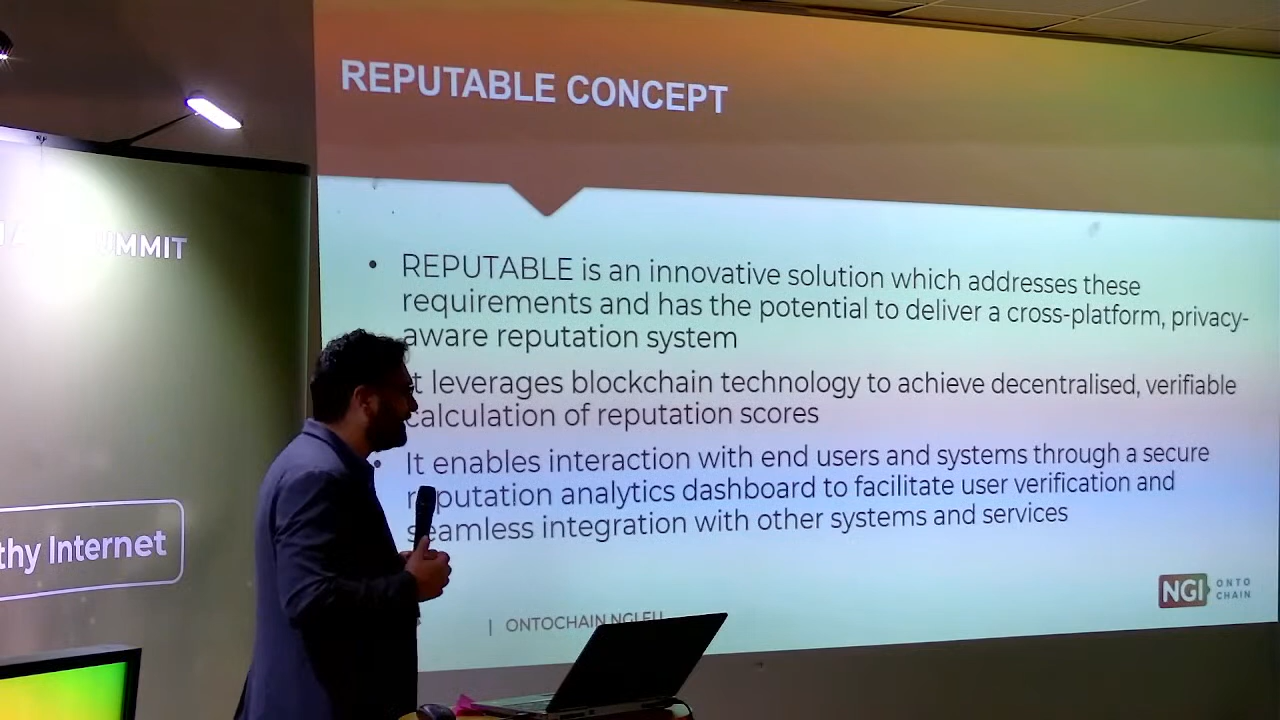 REPUTABLE CONCEPT
UMMIT
• REPUTABLE is an innovative solution which addresses these
requirements and has the potential to deliver a cross-platform, privacy-
aware reputation system
t leverages blockchain technology to achieve decentralised, verifiable
calculation of reputation scores
• It enables interaction with end users and systems through a secure
reputation analytics dashboard to facilitate user verification and
seamless integration with other systems and services
thy Internet
NGI ONTO
CHAIN
| ONTOCHAIN.NGI.EU